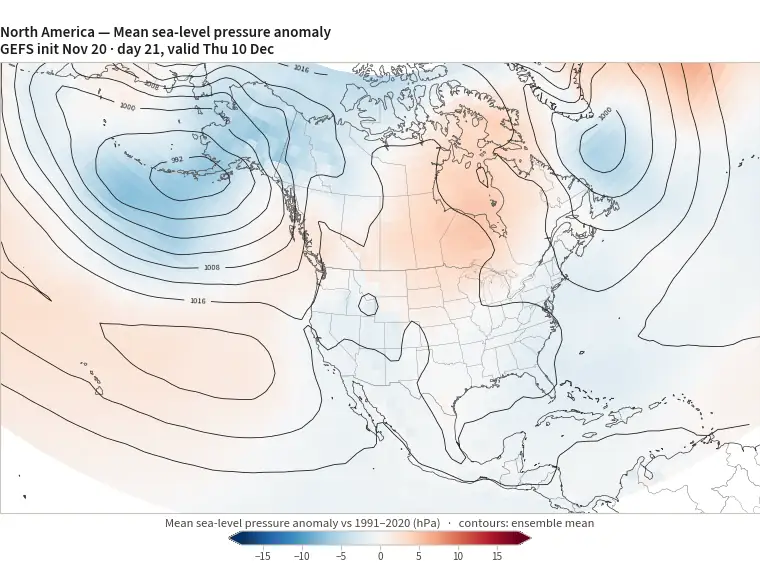 North America — Mean sea-level pressure anomaly
GEFS init Nov 20 · day 21, valid Thu 10 Dec
1016
1008
1000
1000
992
1008
1016
Mean sea-level pressure anomaly vs 1991–2020 (hPa) · contours: ensemble mean
−15 −10 −5 0 5 10 15